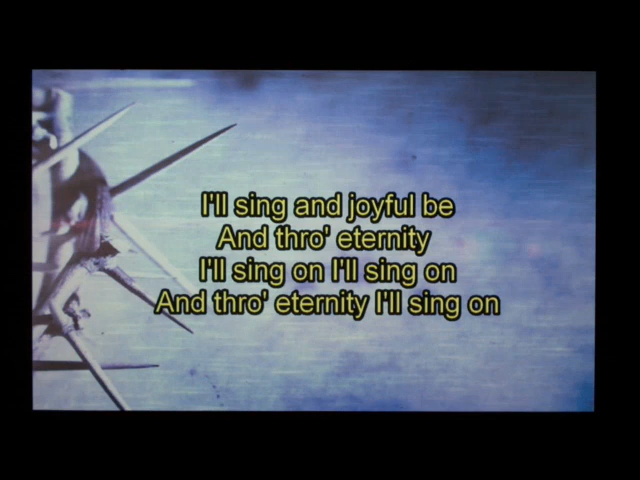 I'll sing and joyful be
And thro' eternity
I'll sing on I'll sing on
And thro' eternity I'll sing on